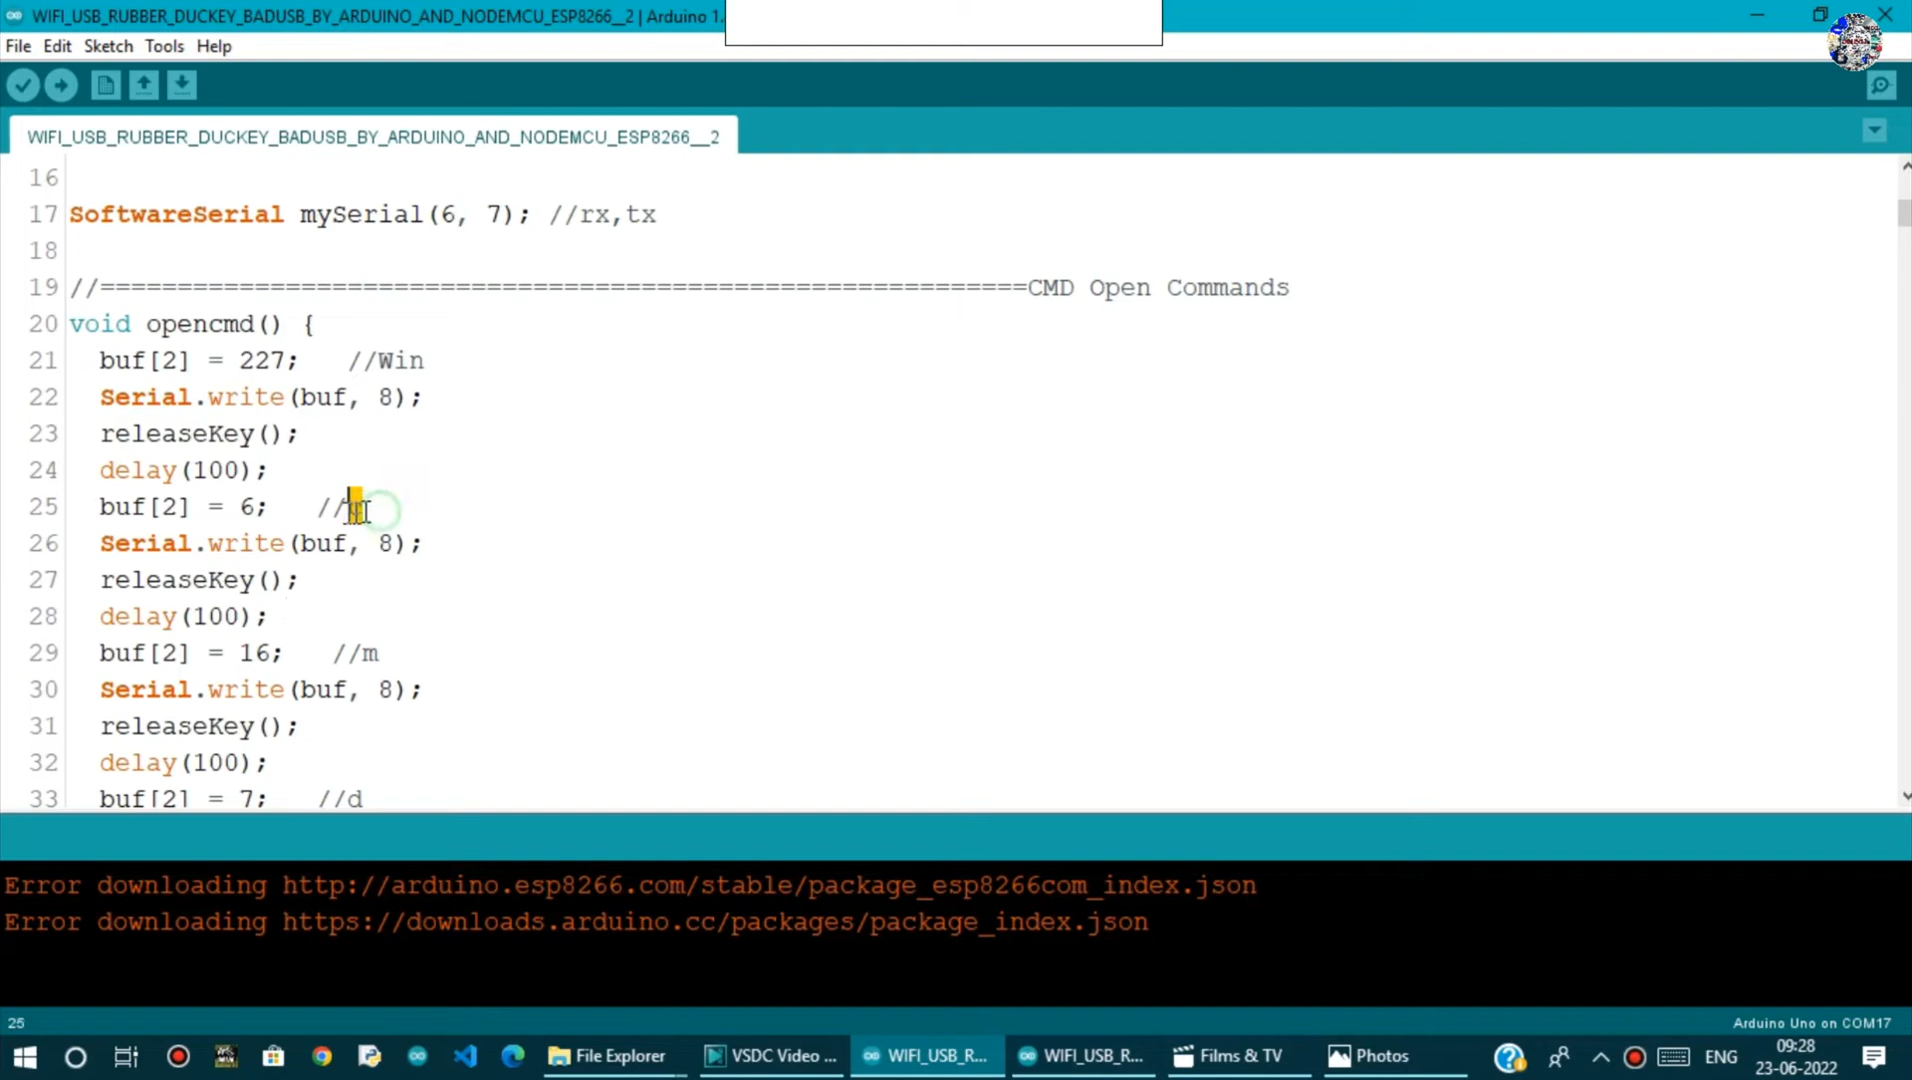 WIFI_USB_RUBBER_DUCKEY_BADUSB_BY_ARDUINO_AND_NODEMCU_ESP8266__2 | Arduino 1.
File Edit Sketch Tools Help
WIFI_USB_RUBBER_DUCKEY_BADUSB_BY_ARDUINO_AND_NODEMCU_ESP8266__2
16
17 SoftwareSerial mySerial(6, 7); //rx,tx
18
19 //============================================================CMD Open Commands
20 void opencmd() {
21 buf[2] = 227; //Win
22 Serial.write(buf, 8);
23 releaseKey();
24 delay(100);
25 buf[2] = 6; //
26 Serial.write(buf, 8);
27 releaseKey();
28 delay(100);
29 buf[2] = 16; //m
30 Serial.write(buf, 8);
31 releaseKey();
32 delay(100);
33 buf[2] = 7; //d
Error downloading http://arduino.esp8266.com/stable/package_esp8266com_index.json
Error downloading https://downloads.arduino.cc/packages/package_index.json
25
Arduino Uno on COM17
File Explorer VSDC Video ... WIFI_USB_R... WIFI_USB_R... Films & TV Photos ENG 09:28
23-06-2022